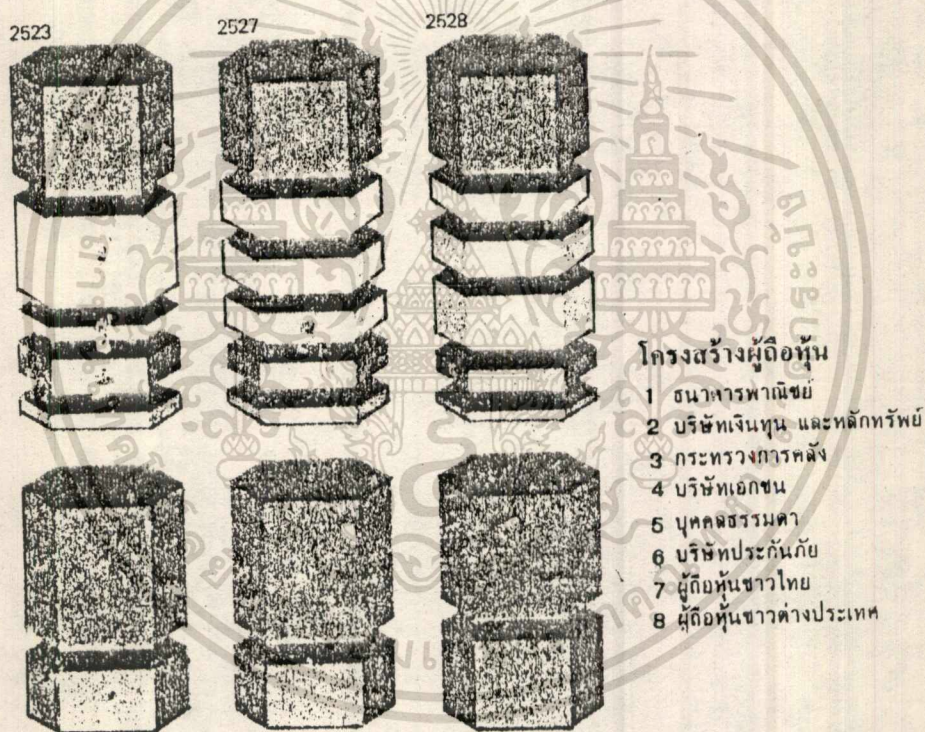 2523
2527
2528
โครงสร้างผู้ถือหุ้น
1 ธนาคารพาณิชย์
2 บริษัทเงินทุน และหลักทรัพย์
3 กระทรวงการคลัง
4 บริษัทเอกชน
5 บุคคลธรรมดา
6 บริษัทประกันภัย
7 ผู้ถือหุ้นชาวไทย
8 ผู้ถือหุ้นชาวต่างประเทศ